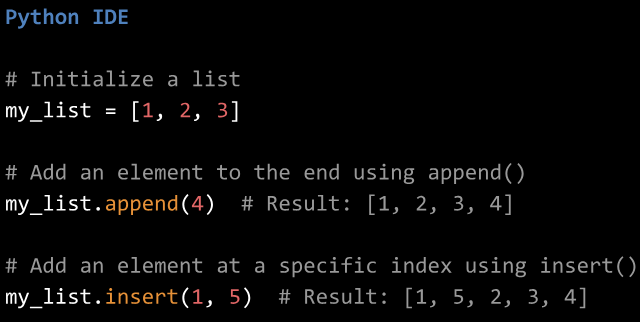 Python IDE
# Initialize a list
my_list = [1, 2, 3]
# Add an element to the end using append()
my_list.append(4)  # Result: [1, 2, 3, 4]
# Add an element at a specific index using insert()
my_list.insert(1, 5)  # Result: [1, 5, 2, 3, 4]